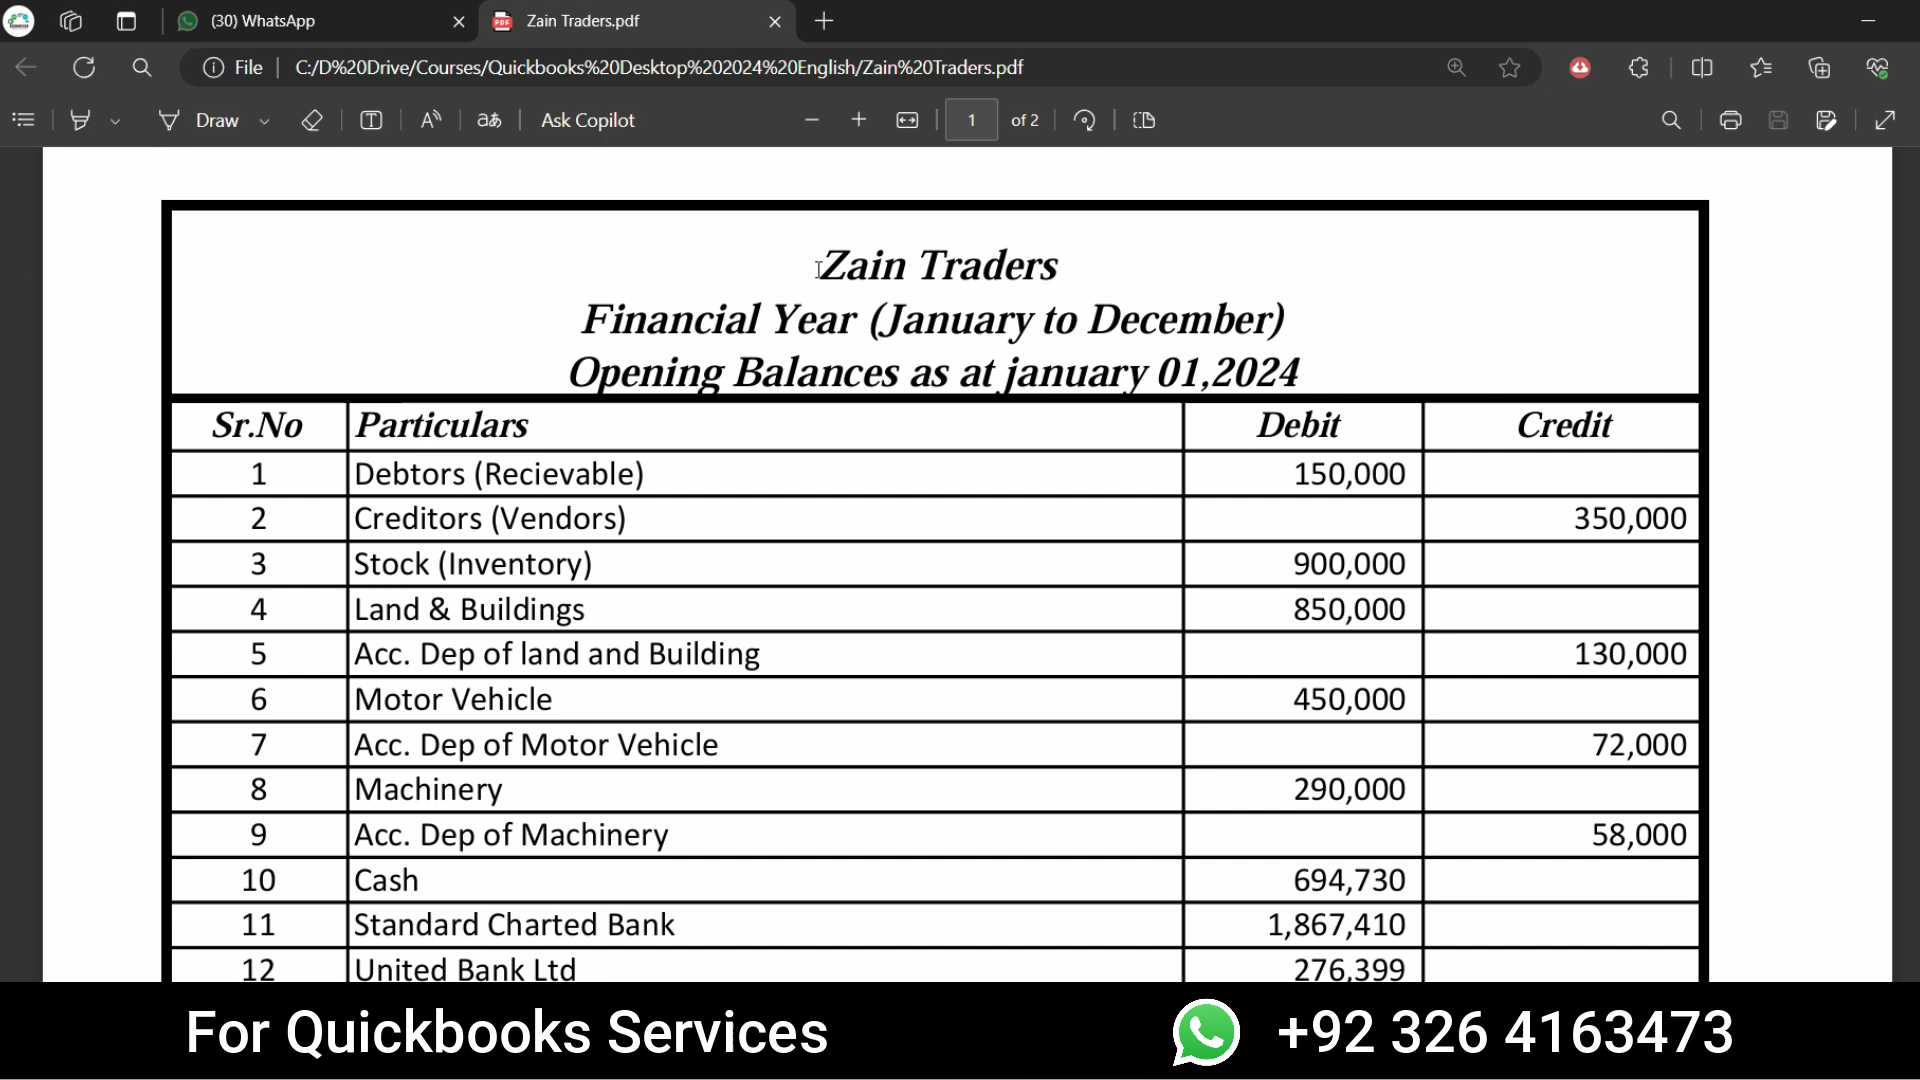 (30) WhatsApp
Zain Traders.pdf
File C:/D%20Drive/Courses/Quickbooks%20Desktop%202024%20English/Zain%20Traders.pdf
Draw Ask Copilot 1 of 2
Zain Traders
Financial Year (January to December)
Opening Balances as at january 01,2024
Sr.No Particulars Debit Credit
1 Debtors (Recievable) 150,000
2 Creditors (Vendors) 350,000
3 Stock (Inventory) 900,000
4 Land & Buildings 850,000
5 Acc. Dep of land and Building 130,000
6 Motor Vehicle 450,000
7 Acc. Dep of Motor Vehicle 72,000
8 Machinery 290,000
9 Acc. Dep of Machinery 58,000
10 Cash 694,730
11 Standard Charted Bank 1,867,410
12 United Bank Ltd 276,399
For Quickbooks Services +92 326 4163473